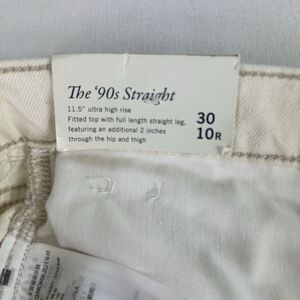 The '90s Straight
11.5" ultra high rise
Fitted top with full length straight leg,
featuring an additional 2 inches
through the hip and thigh
30
10R